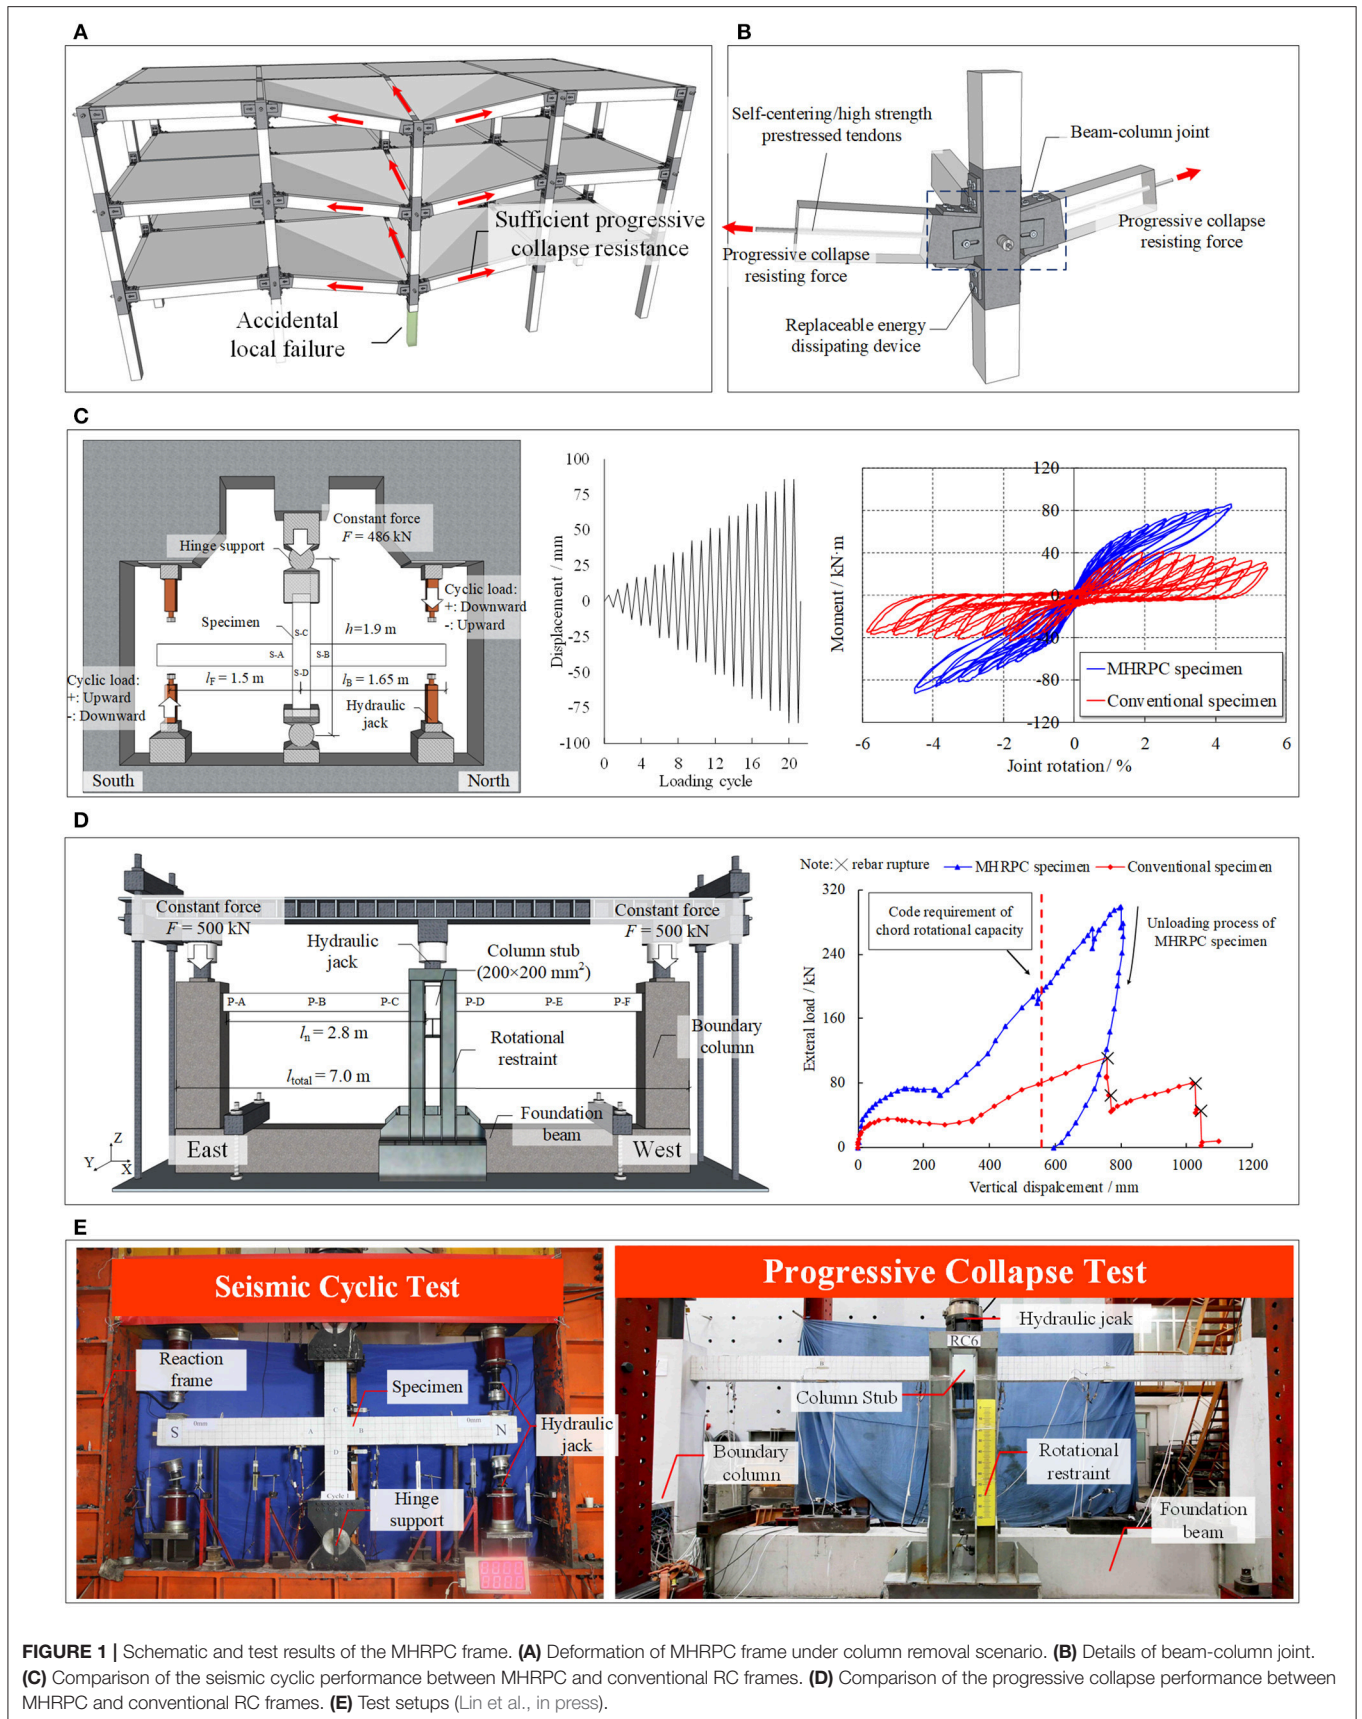 A
Sufficient progressive
collapse resistance
Accidental
local failure
B
Self-centering/high strength
prestressed tendons
Beam-column joint
Progressive collapse
resisting force
Progressive collapse
resisting force
Replaceable energy
dissipating device
C
Constant force
F = 486 kN
Hinge support
Cyclic load:
+: Downward
-: Upward
Specimen
h=1.9 m
S-C
S-A
S-B
S-D
lF = 1.5 m
lB = 1.65 m
Cyclic load:
+: Upward
-: Downward
Hydraulic
jack
South
North
Displacement / mm
100
75
50
25
0
-25
-50
-75
-100
0 4 8 12 16 20
Loading cycle
Moment / kN·m
120
80
40
0
-40
-80
-120
MHRPC specimen
Conventional specimen
-6 -4 -2 0 2 4 6
Joint rotation / %
D
Constant force
F = 500 kN
Constant force
F = 500 kN
Hydraulic
jack
Column stub
(200×200 mm²)
P-A P-B P-C P-D P-E P-F
ln = 2.8 m
Rotational
restraint
Boundary
column
ltotal = 7.0 m
Foundation
beam
East
West
Z
Y
X
Note: × rebar rupture
MHRPC specimen
Conventional specimen
Code requirement of
chord rotational capacity
Unloading process of
MHRPC specimen
Exteral load / kN
320
240
160
80
0
0 200 400 600 800 1000 1200
Vertical dispalcement / mm
E
Seismic Cyclic Test
Reaction
frame
Specimen
Hydraulic
jack
Hinge
support
S
N
0mm
0mm
C
A
B
D
Cycle 1
Progressive Collapse Test
Hydraulic jcak
RC6
Column Stub
Boundary
column
Rotational
restraint
Foundation
beam
FIGURE 1 | Schematic and test results of the MHRPC frame. (A) Deformation of MHRPC frame under column removal scenario. (B) Details of beam-column joint.
(C) Comparison of the seismic cyclic performance between MHRPC and conventional RC frames. (D) Comparison of the progressive collapse performance between
MHRPC and conventional RC frames. (E) Test setups (Lin et al., in press).